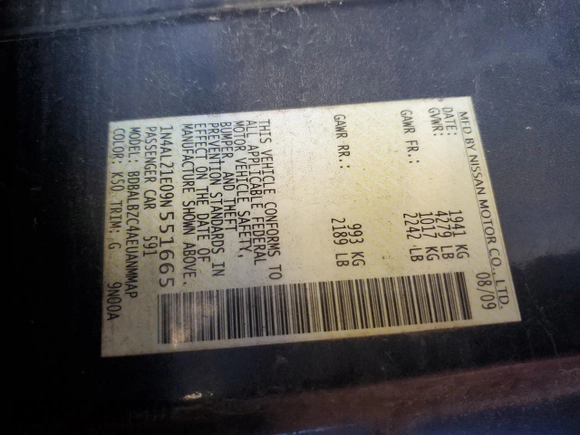 MFD BY NISSAN MOTOR CO., LTD.
DATE: 08/09
GVWR: 1941 KG
4279 LB
GAWR FR.: 1017 KG
2242 LB
GAWR RR.: 993 KG
2189 LB
THIS VEHICLE CONFORMS TO
ALL APPLICABLE FEDERAL
MOTOR VEHICLE SAFETY,
BUMPER, AND THEFT
PREVENTION STANDARDS IN
EFFECT ON THE DATE OF
MANUFACTURE SHOWN ABOVE.
1N4AL21E09N551665
PASSENGER CAR 591
MODEL: BDBALBZC4AEUANMMAP
COLOR: K50 TRIM: G 9N00A